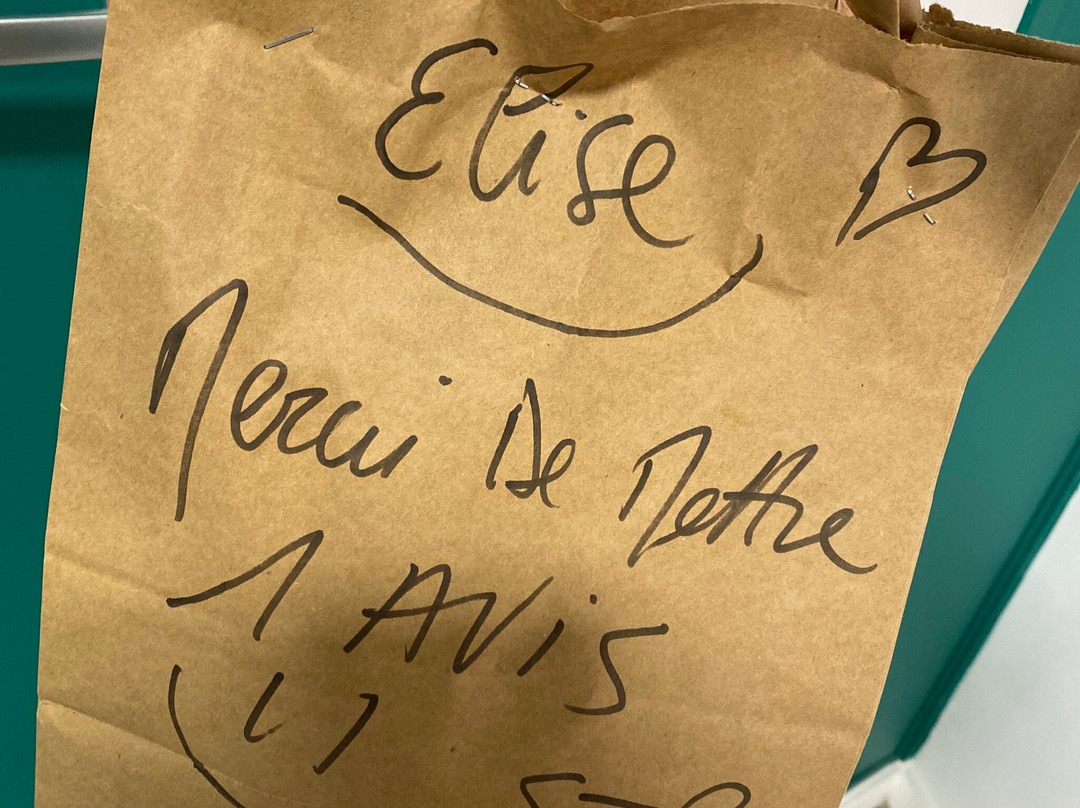 Elise
Merci De Mettre
1 Avis